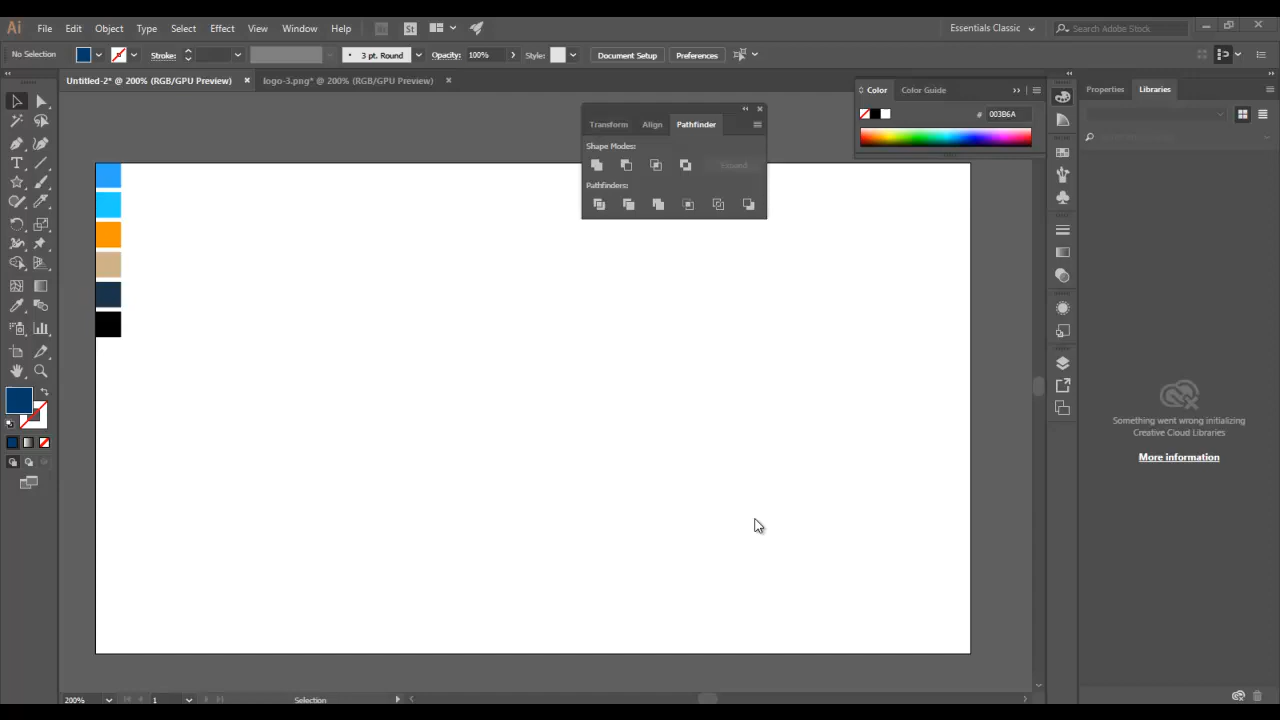 Ai File Edit Object Type Select Effect View Window Help Br St Essentials Classic Search Adobe Stock
No Selection Stroke: 3 pt. Round Opacity: 100% Style: Document Setup Preferences
Untitled-2* @ 200% (RGB/GPU Preview) × logo-3.png* @ 200% (RGB/GPU Preview) ×
Color Color Guide
Properties Libraries
# 003B6A
Transform Align Pathfinder
Shape Modes:
Expand
Pathfinders:
Something went wrong initializing
Creative Cloud Libraries
More information
200% 1 Selection